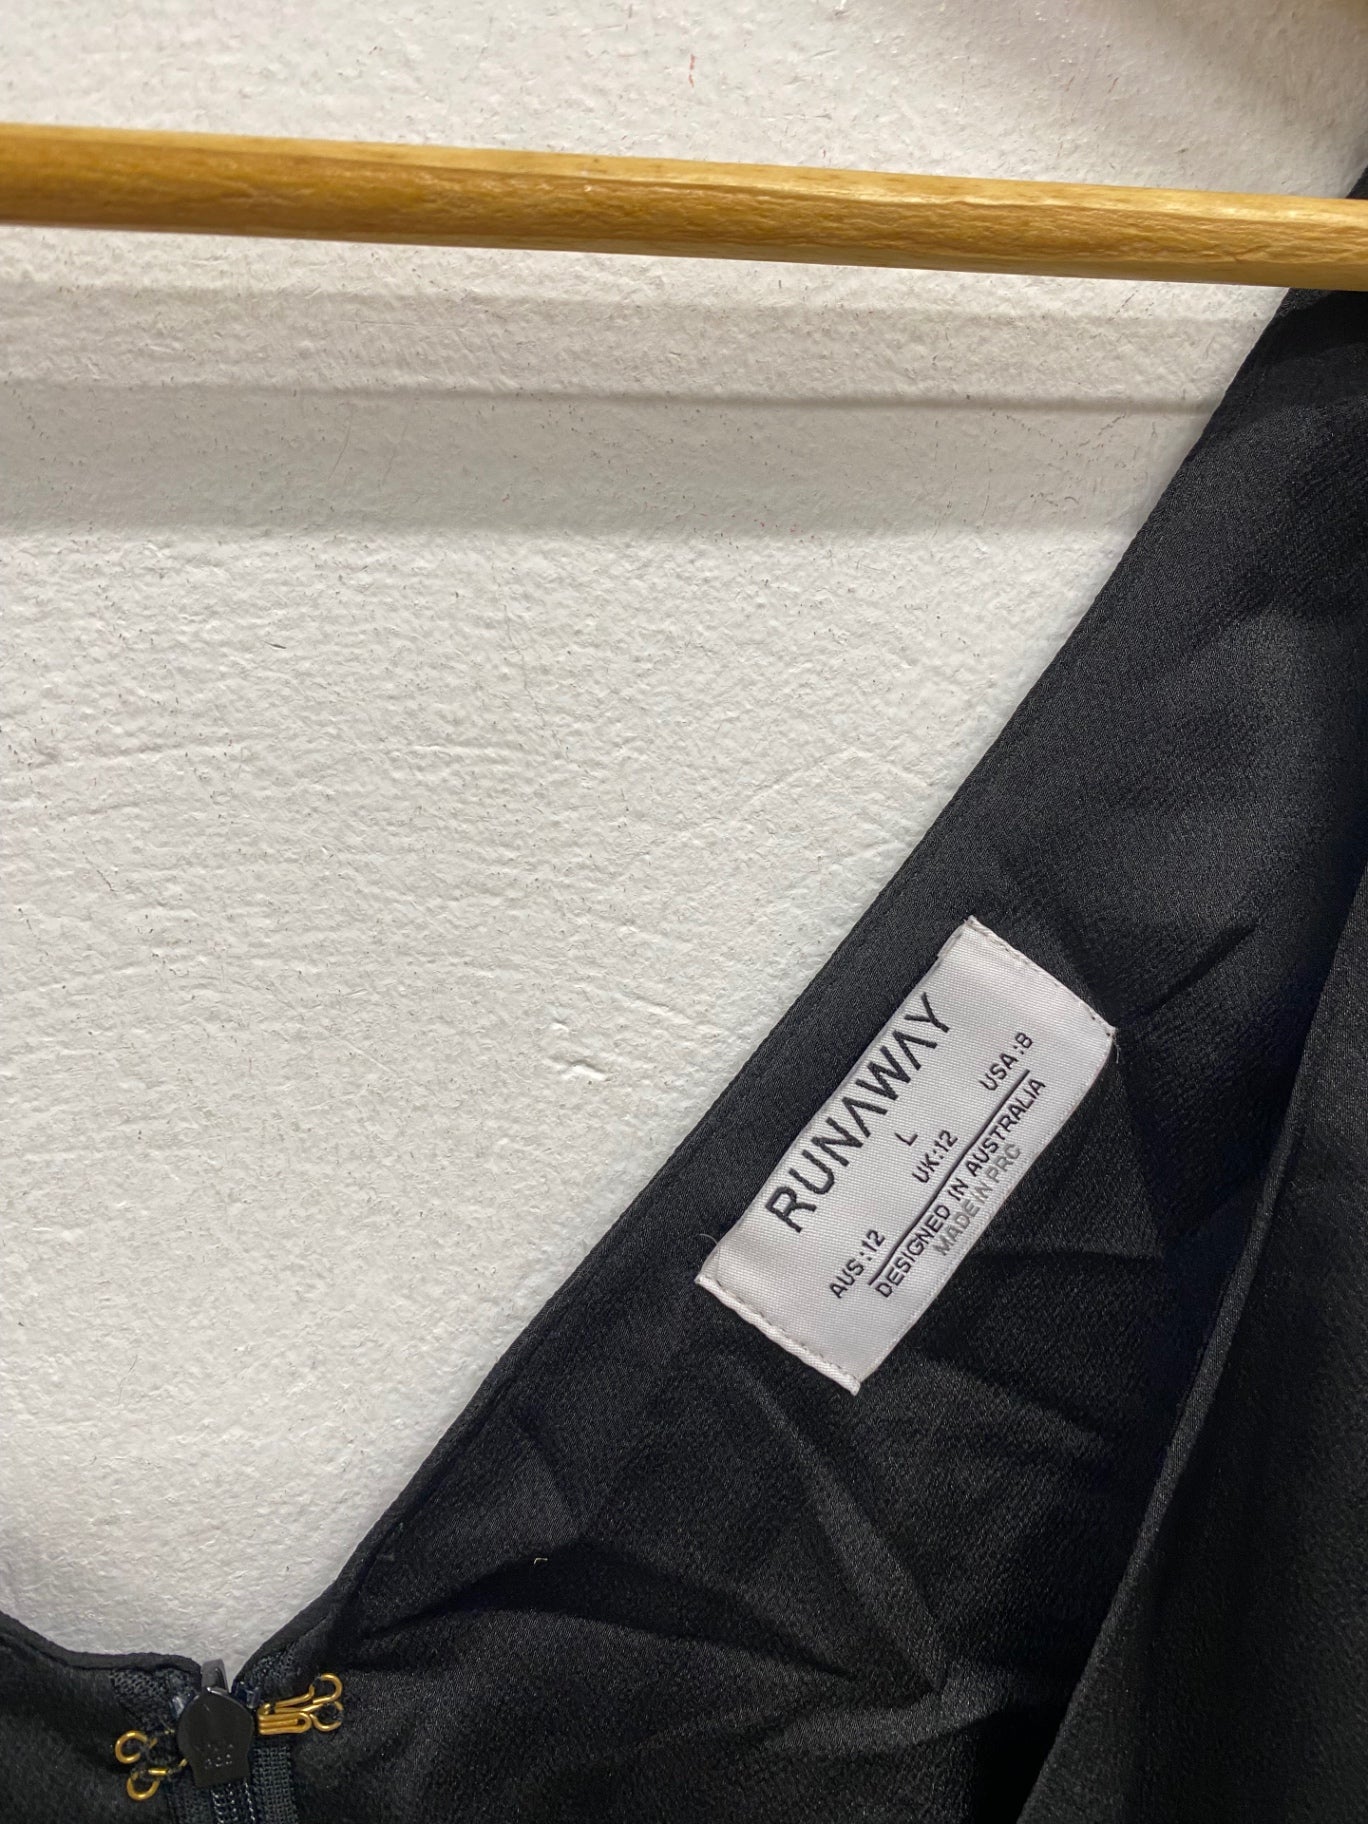 RUNAWAY
L
AUS:12 UK:12 USA:8
DESIGNED IN AUSTRALIA
MADE IN PRC